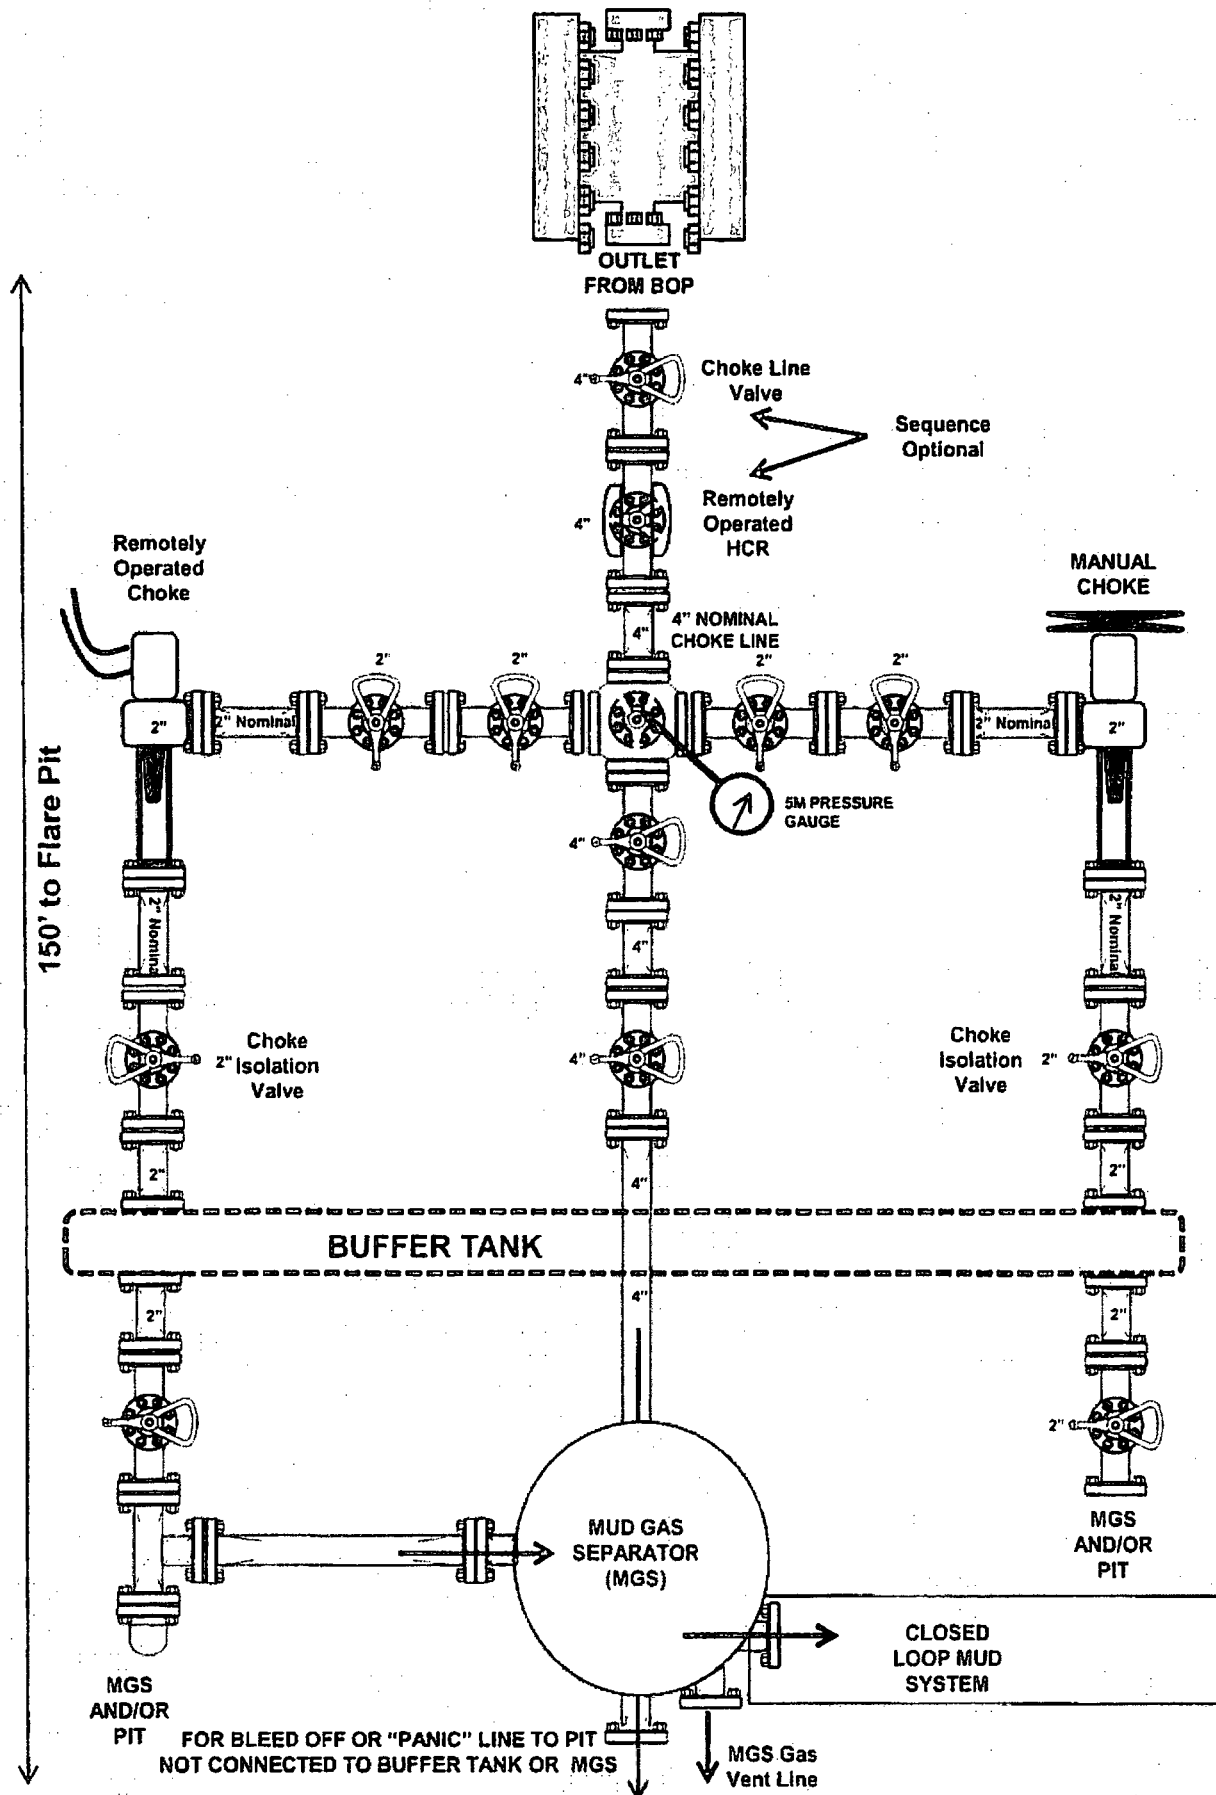 OUTLET
FROM BOP
4"
Choke Line
Valve
Sequence
Optional
4"
Remotely
Operated
HCR
Remotely
Operated
Choke
MANUAL
CHOKE
4"
4" NOMINAL
CHOKE LINE
2"
2"
2"
2"
2"
2" Nominal
2" Nominal
2"
5M PRESSURE
GAUGE
150' to Flare Pit
4"
2" Nomina
2" Nominal
4"
Choke
2" Isolation
Valve
4"
Choke
Isolation
Valve
2"
2"
4"
2"
BUFFER TANK
2"
4"
2"
2"
MUD GAS
SEPARATOR
(MGS)
MGS
AND/OR
PIT
CLOSED
LOOP MUD
SYSTEM
MGS
AND/OR
PIT
FOR BLEED OFF OR "PANIC" LINE TO PIT
NOT CONNECTED TO BUFFER TANK OR MGS
MGS Gas
Vent Line